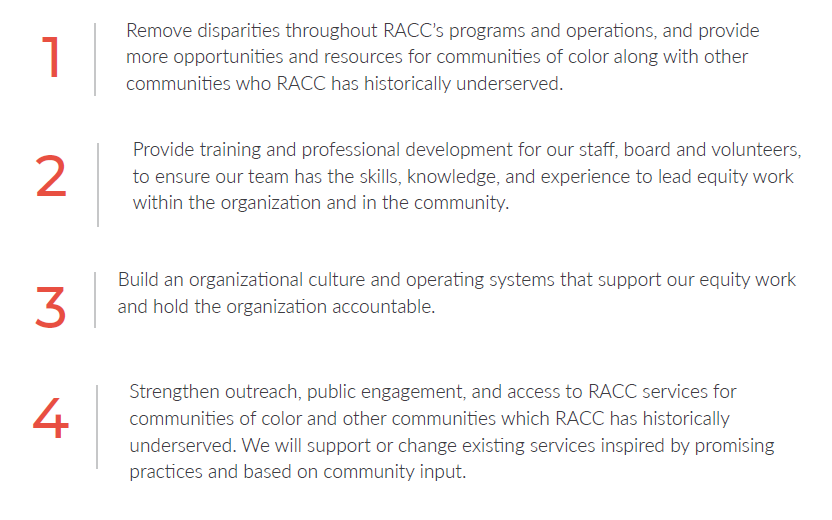 1
Remove disparities throughout RACC’s programs and operations, and provide
more opportunities and resources for communities of color along with other
communities who RACC has historically underserved.
2
Provide training and professional development for our staff, board and volunteers,
to ensure our team has the skills, knowledge, and experience to lead equity work
within the organization and in the community.
3
Build an organizational culture and operating systems that support our equity work
and hold the organization accountable.
4
Strengthen outreach, public engagement, and access to RACC services for
communities of color and other communities which RACC has historically
underserved. We will support or change existing services inspired by promising
practices and based on community input.